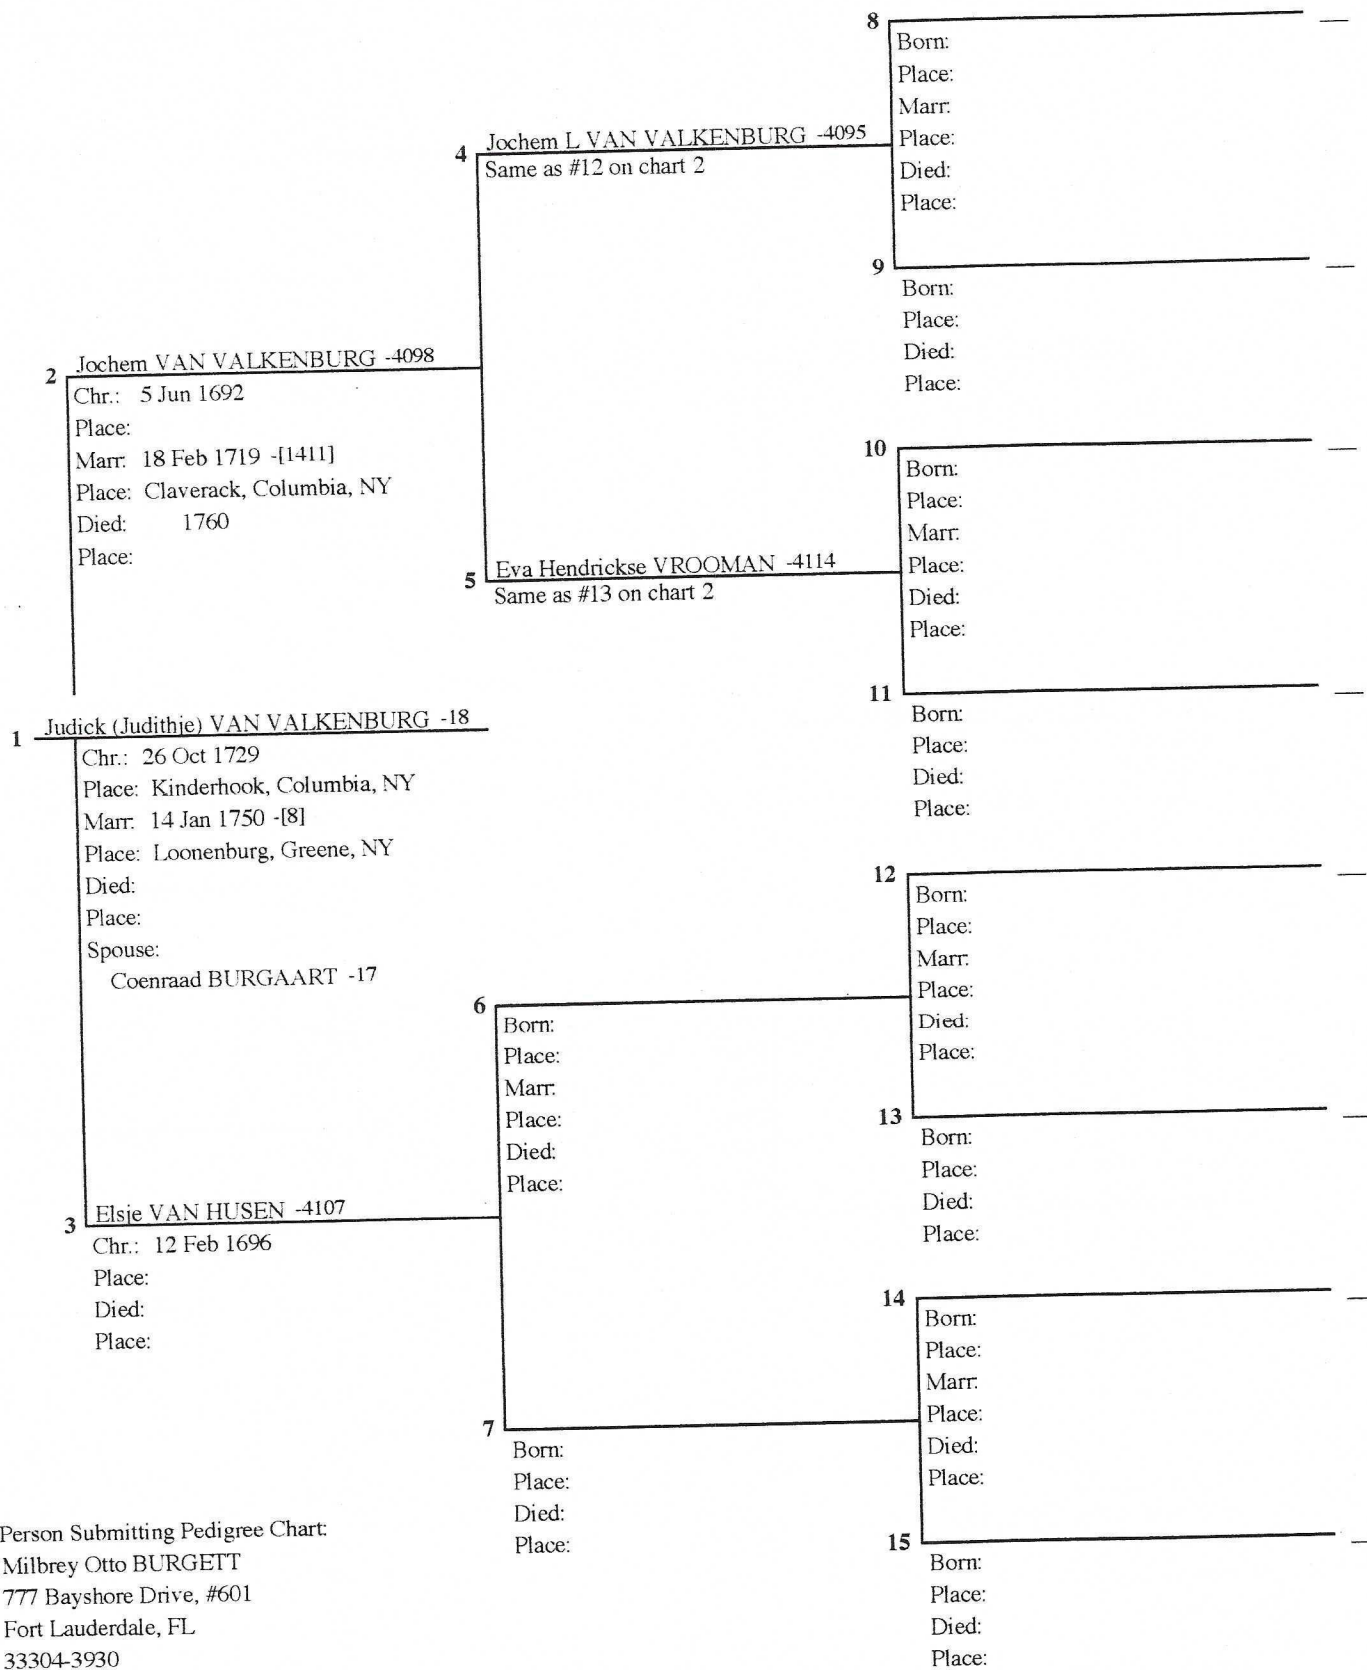 8
Born:
Place:
Marr:
Place:
Died:
Place:
4 Jochem L VAN VALKENBURG -4095
Same as #12 on chart 2
9
Born:
Place:
Died:
Place:
2 Jochem VAN VALKENBURG -4098
Chr.: 5 Jun 1692
Place:
Marr: 18 Feb 1719 -[1411]
Place: Claverack, Columbia, NY
Died: 1760
Place:
10
Born:
Place:
Marr:
Place:
Died:
Place:
5 Eva Hendrickse VROOMAN -4114
Same as #13 on chart 2
11
Born:
Place:
Died:
Place:
1 Judick (Judithje) VAN VALKENBURG -18
Chr.: 26 Oct 1729
Place: Kinderhook, Columbia, NY
Marr: 14 Jan 1750 -[8]
Place: Loonenburg, Greene, NY
Died:
Place:
Spouse:
Coenraad BURGAART -17
12
Born:
Place:
Marr:
Place:
Died:
Place:
6
Born:
Place:
Marr:
Place:
Died:
Place:
13
Born:
Place:
Died:
Place:
3 Elsje VAN HUSEN -4107
Chr.: 12 Feb 1696
Place:
Died:
Place:
14
Born:
Place:
Marr:
Place:
Died:
Place:
7
Born:
Place:
Died:
Place:
15
Born:
Place:
Died:
Place:
Person Submitting Pedigree Chart:
Milbrey Otto BURGETT
777 Bayshore Drive, #601
Fort Lauderdale, FL
33304-3930